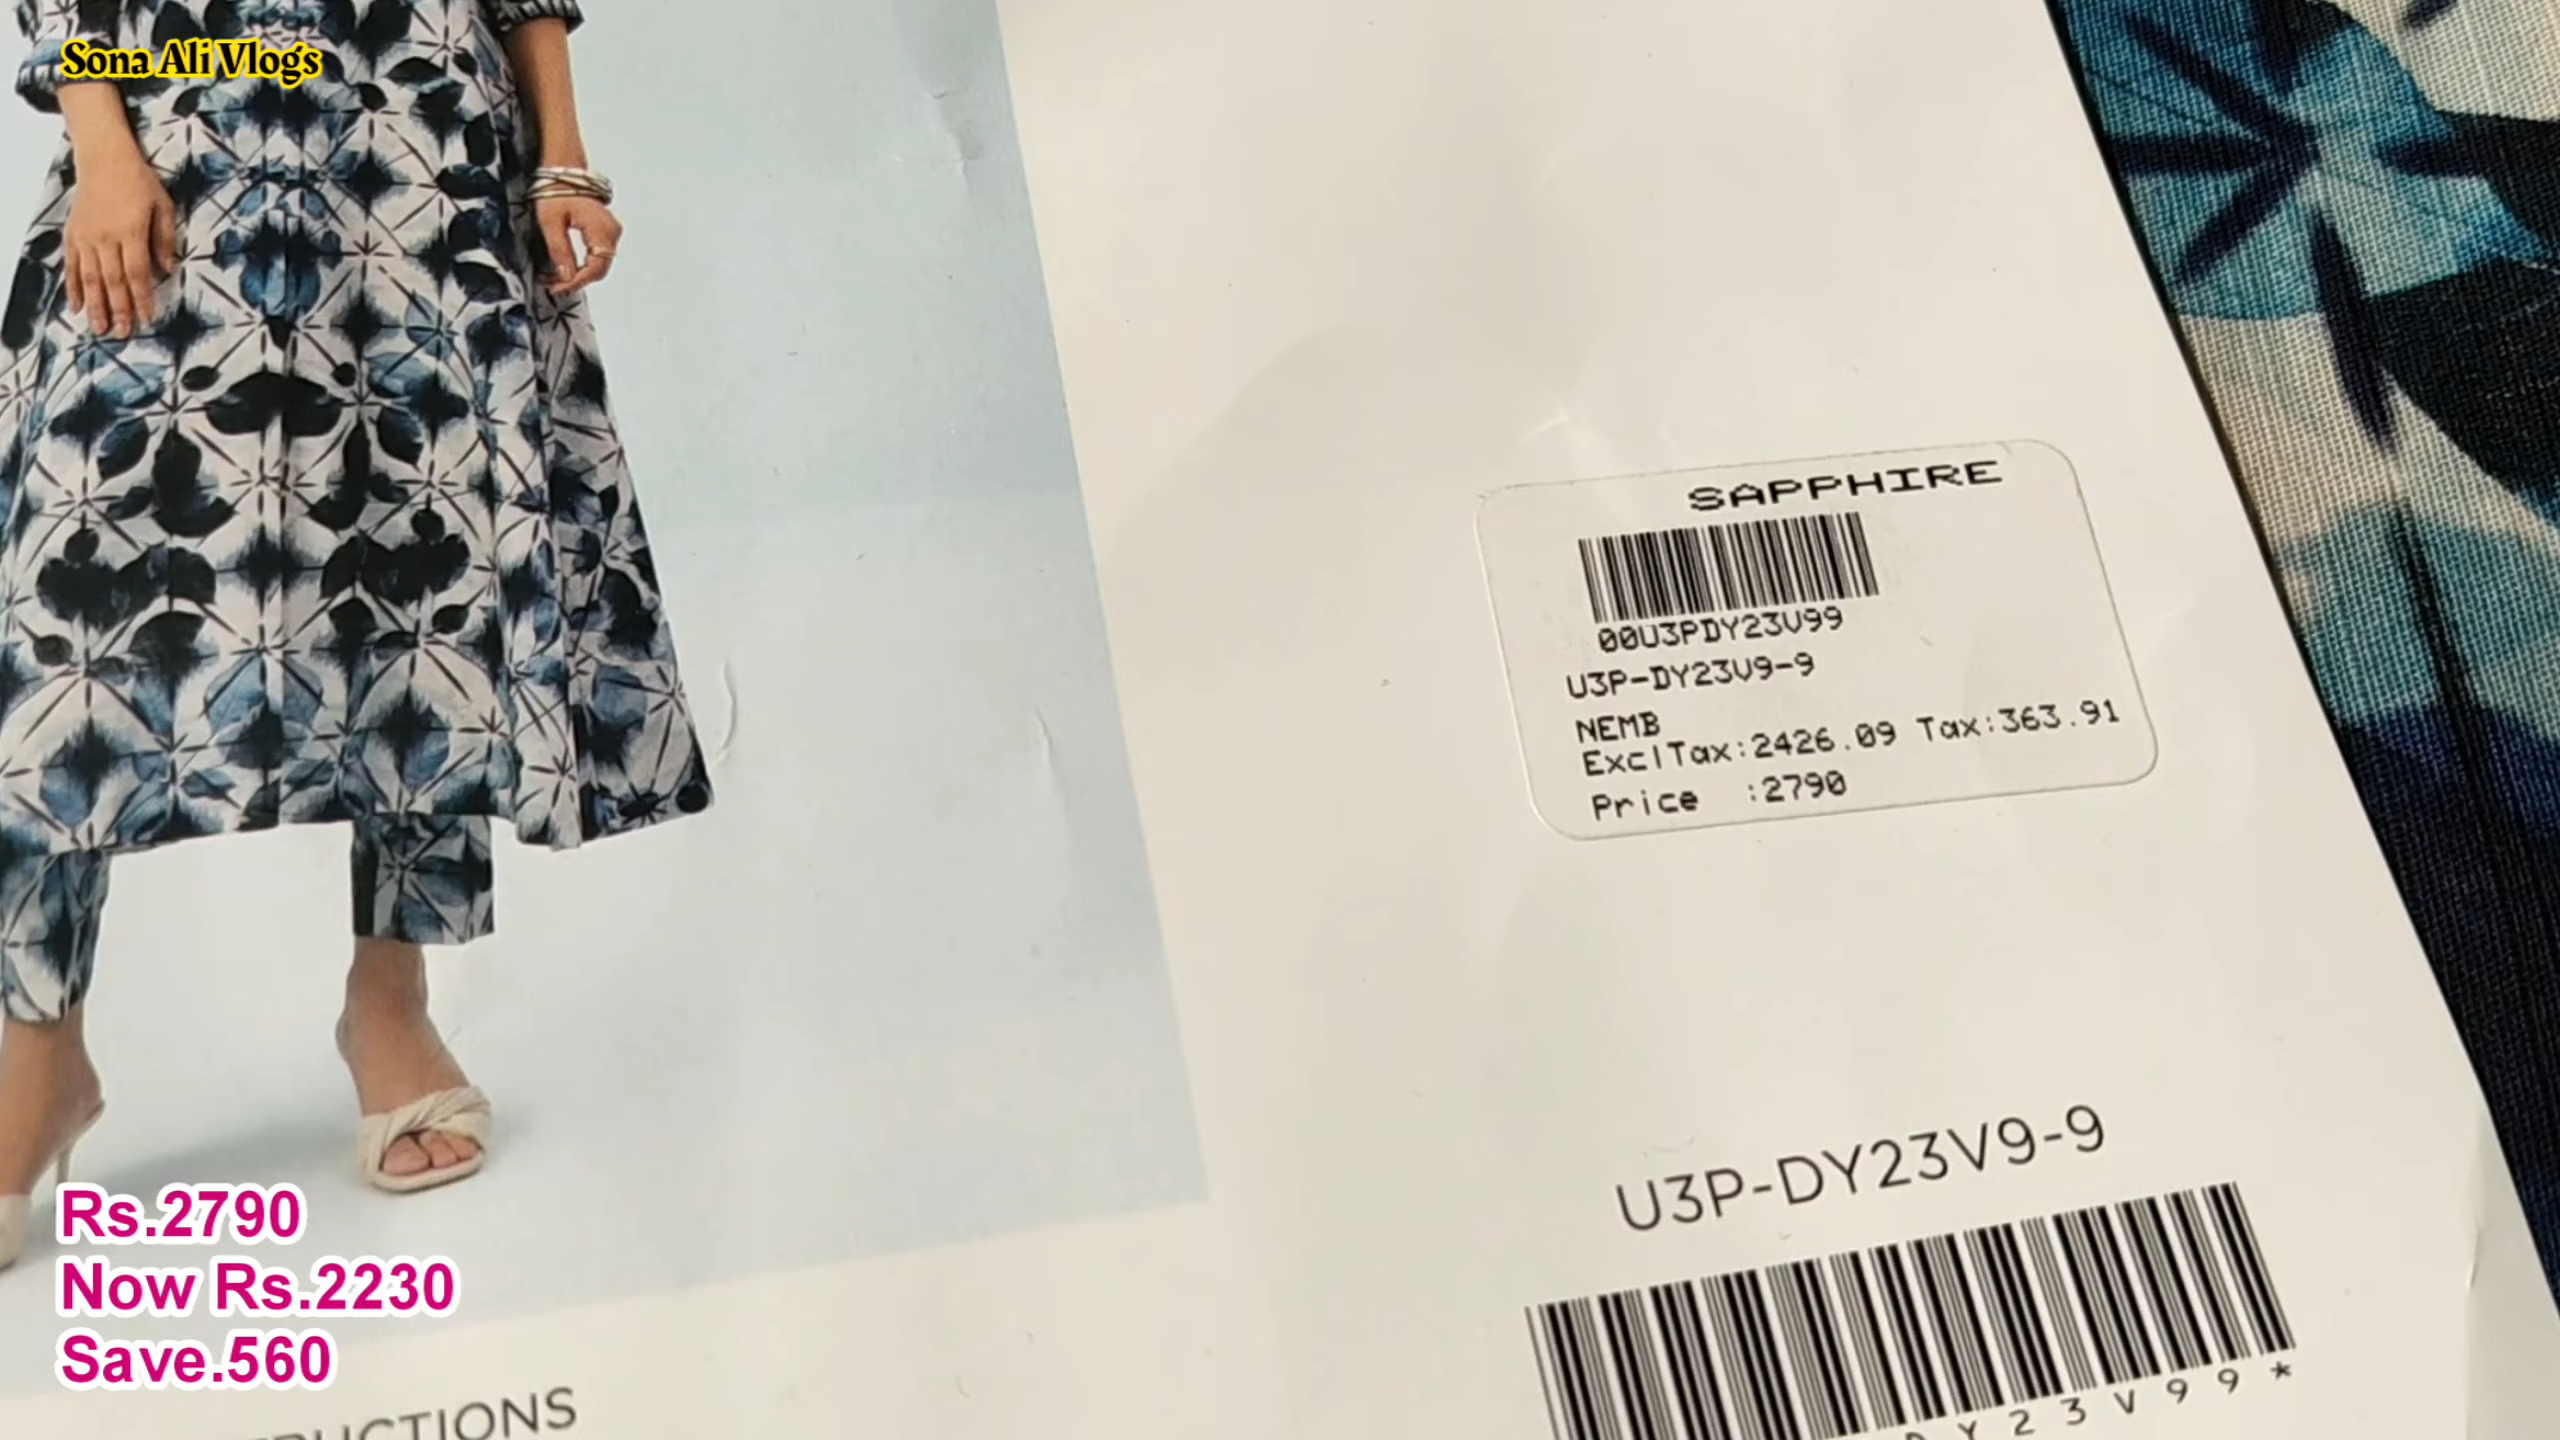 Sona Ali Vlogs
SAPPHIRE
00U3PDY23V99
U3P-DY23V9-9
NEMB
ExclTax:2426.09 Tax:363.91
Price :2790
U3P-DY23V9-9
Y23V99*
Rs.2790
Now Rs.2230
Save.560